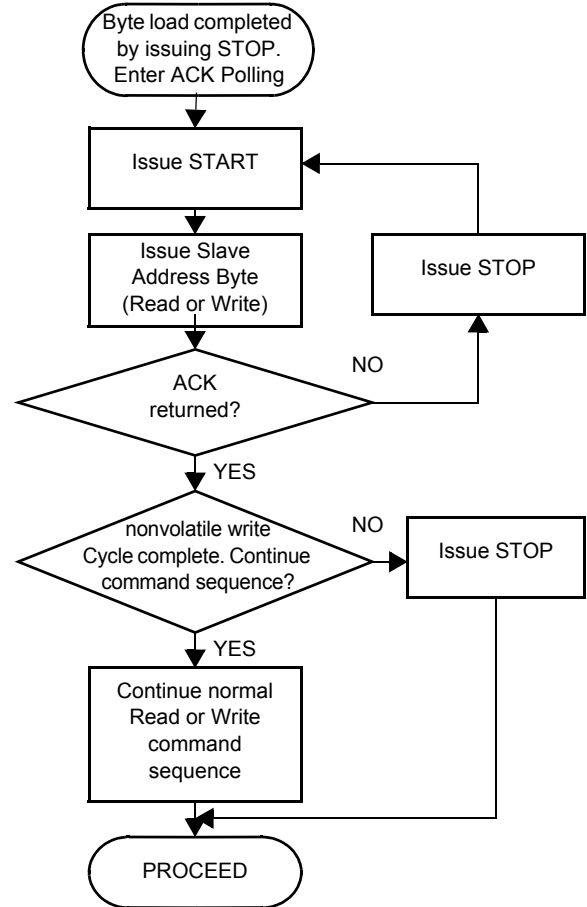 Byte load completed
by issuing STOP.
Enter ACK Polling
Issue START
Issue Slave
Address Byte
(Read or Write)
Issue STOP
ACK
returned?
NO
YES
nonvolatile write
Cycle complete. Continue
command sequence?
NO
Issue STOP
YES
Continue normal
Read or Write
command
sequence
PROCEED